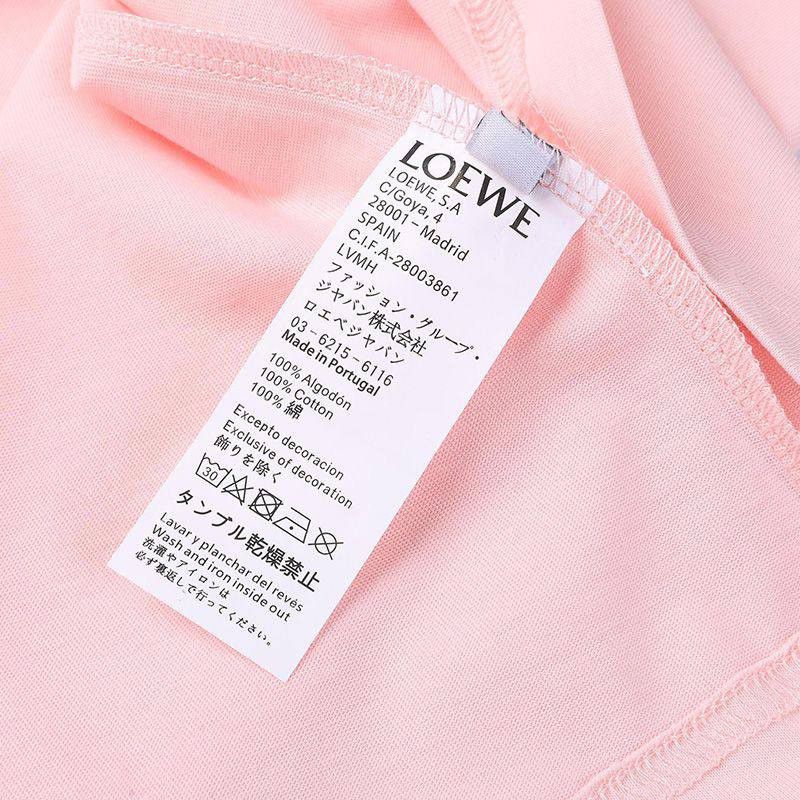 LOEWE
LOEWE, S.A
C/Goya, 4
28001 – Madrid
SPAIN
C.I.F.A-28003861
LVMH
ファッション・グループ・
ジャパン株式会社
ロエベジャパン
03 – 6215 – 6116
Made in Portugal
100% Algodón
100% Cotton
100% 綿
Excepto decoracion
Exclusive of decoration
飾りを除く
30
タンブル乾燥禁止
Lavar y planchar del revés
Wash and iron inside out
洗濯やアイロンは
必ず裏返しで行ってください。